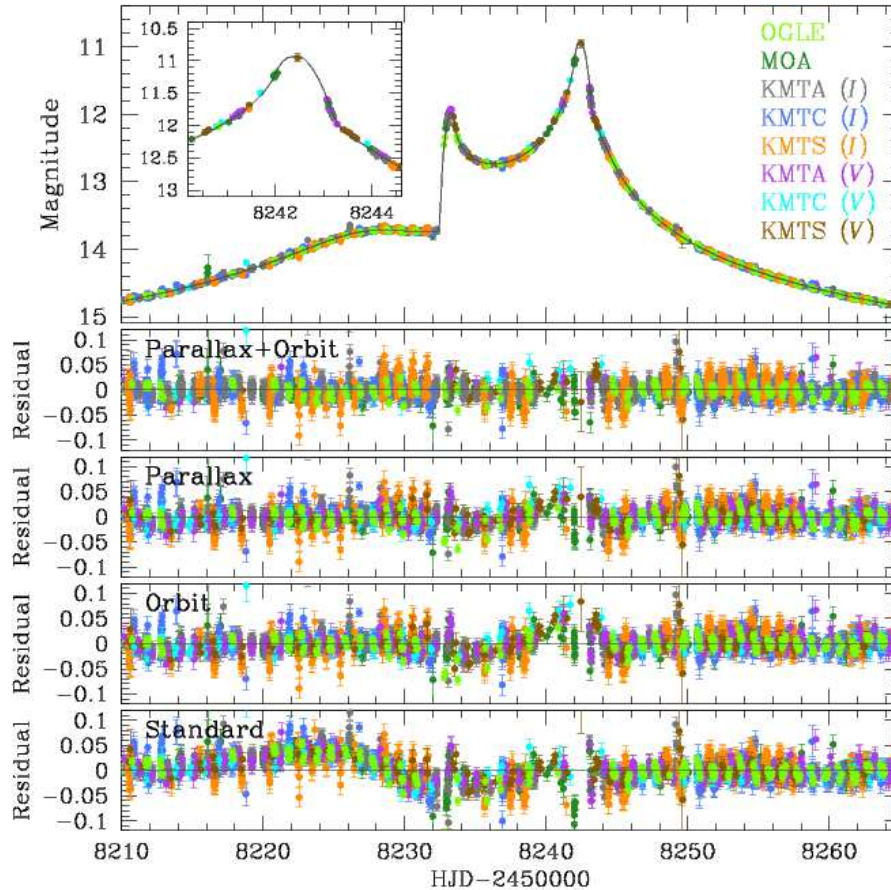 10.5
11
11.5
12
12.5
13
8242
8244
11
12
13
14
15
Magnitude
OGLE
MOA
KMTA (I)
KMTC (I)
KMTS (I)
KMTA (V)
KMTC (V)
KMTS (V)
Parallax+Orbit
0.1
0.05
0
−0.05
−0.1
Residual
Parallax
0.1
0.05
0
−0.05
−0.1
Residual
Orbit
0.1
0.05
0
−0.05
−0.1
Residual
Standard
0.1
0.05
0
−0.05
−0.1
Residual
8210
8220
8230
8240
8250
8260
HJD−2450000